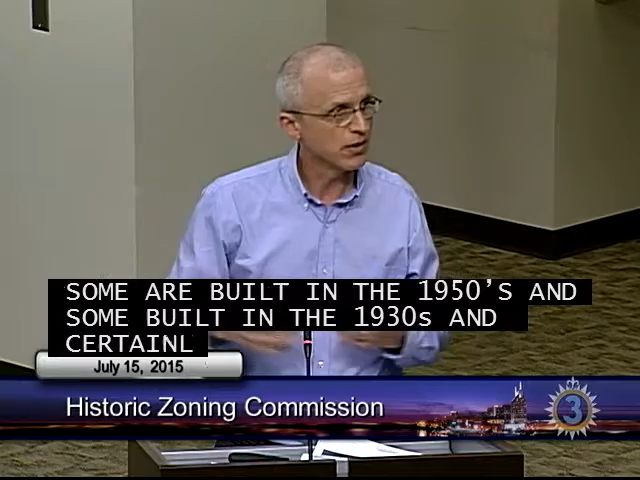 SOME ARE BUILT IN THE 1950'S AND
SOME BUILT IN THE 1930s AND
CERTAINL
July 15, 2015
Historic Zoning Commission
3